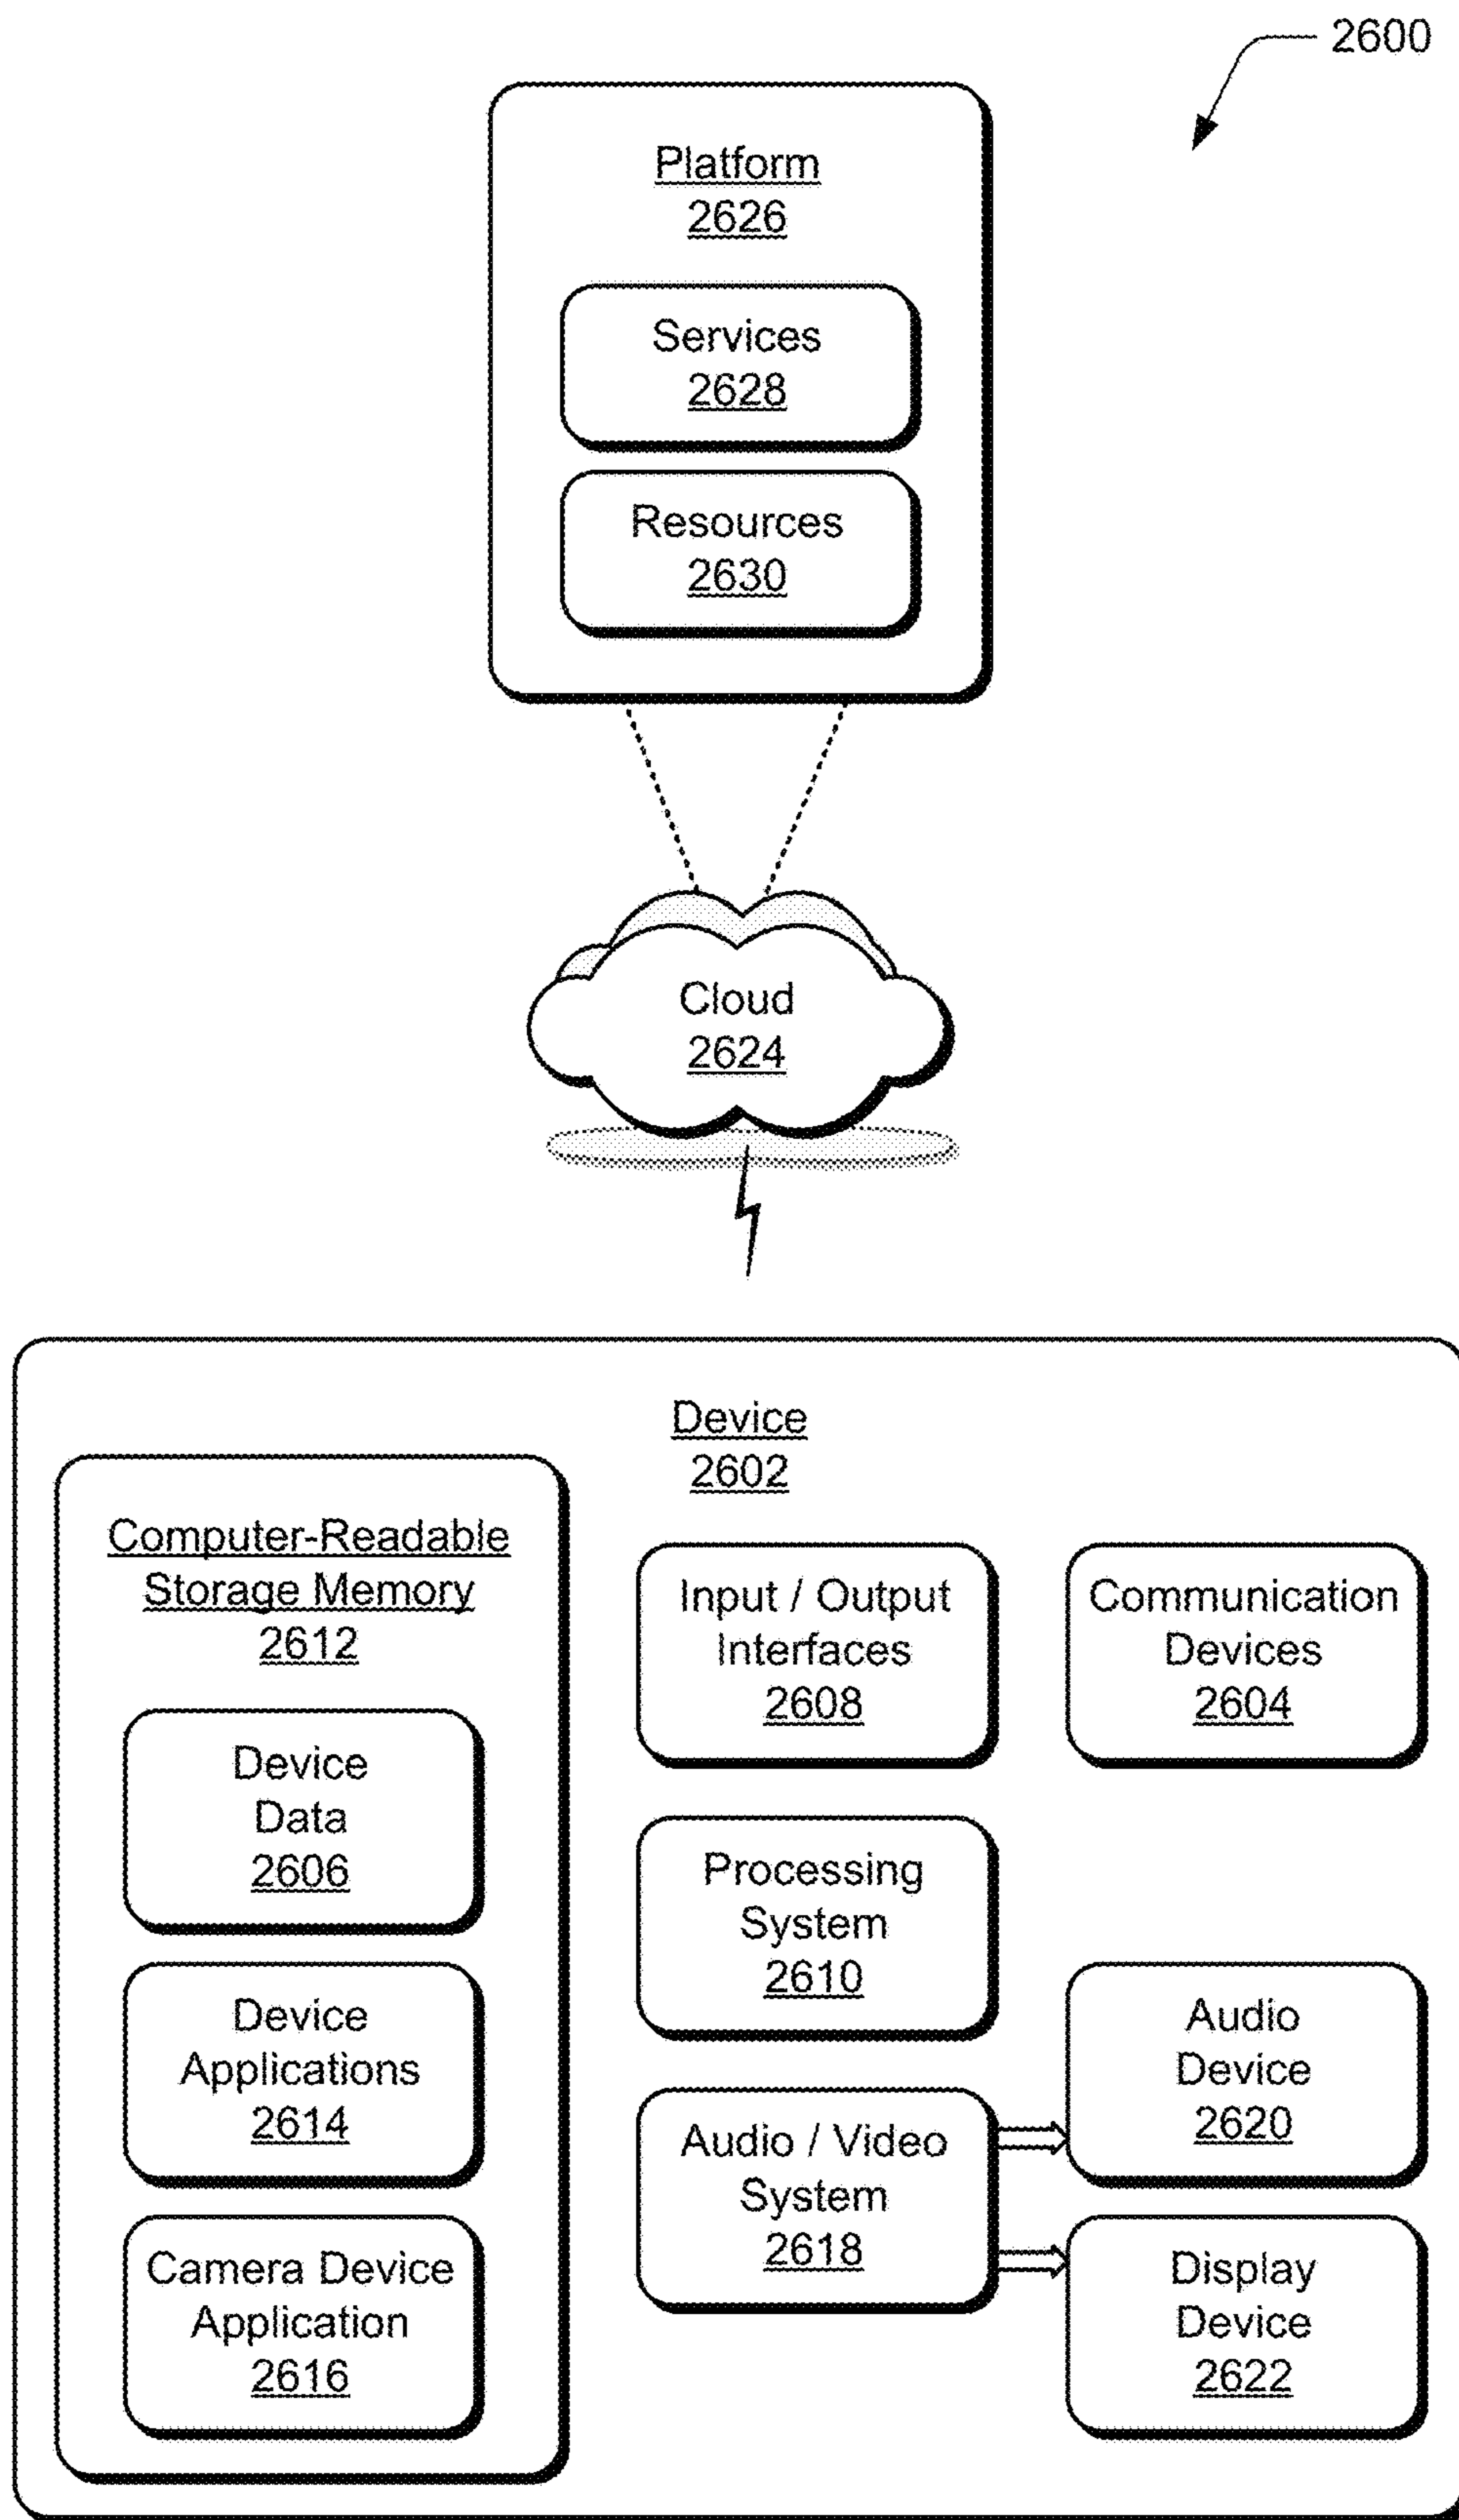 2600
Platform
2626
Services
2628
Resources
2630
Cloud
2624
Device
2602
Computer-Readable
Storage Memory
2612
Device
Data
2606
Device
Applications
2614
Camera Device
Application
2616
Input / Output
Interfaces
2608
Processing
System
2610
Audio / Video
System
2618
Communication
Devices
2604
Audio
Device
2620
Display
Device
2622